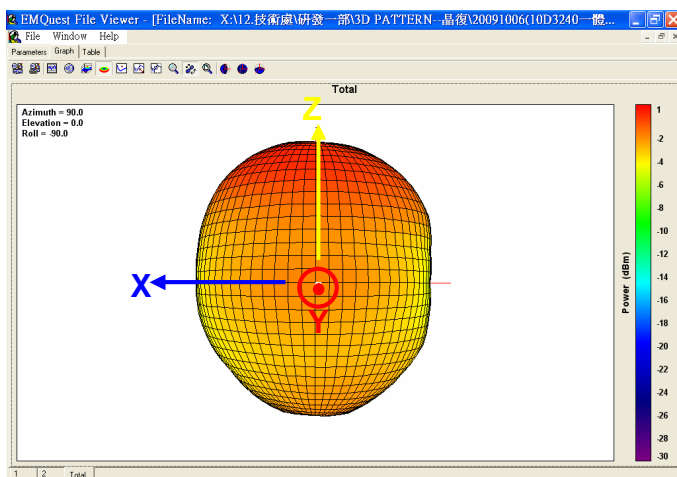 EMQuest File Viewer - [FileName: X:\12.技術處\研發一部\3D PATTERN--晶復\20091006(10D3240一體...
File Window Help
Parameters Graph Table
Total
Azimuth = 90.0
Elevation = 0.0
Roll = -90.0
Z
X
Y
1
-2
-4
-6
-8
-10
-12
-14
-16
-18
-20
-22
-24
-26
-28
-30
Power (dBm)
1 2 Total